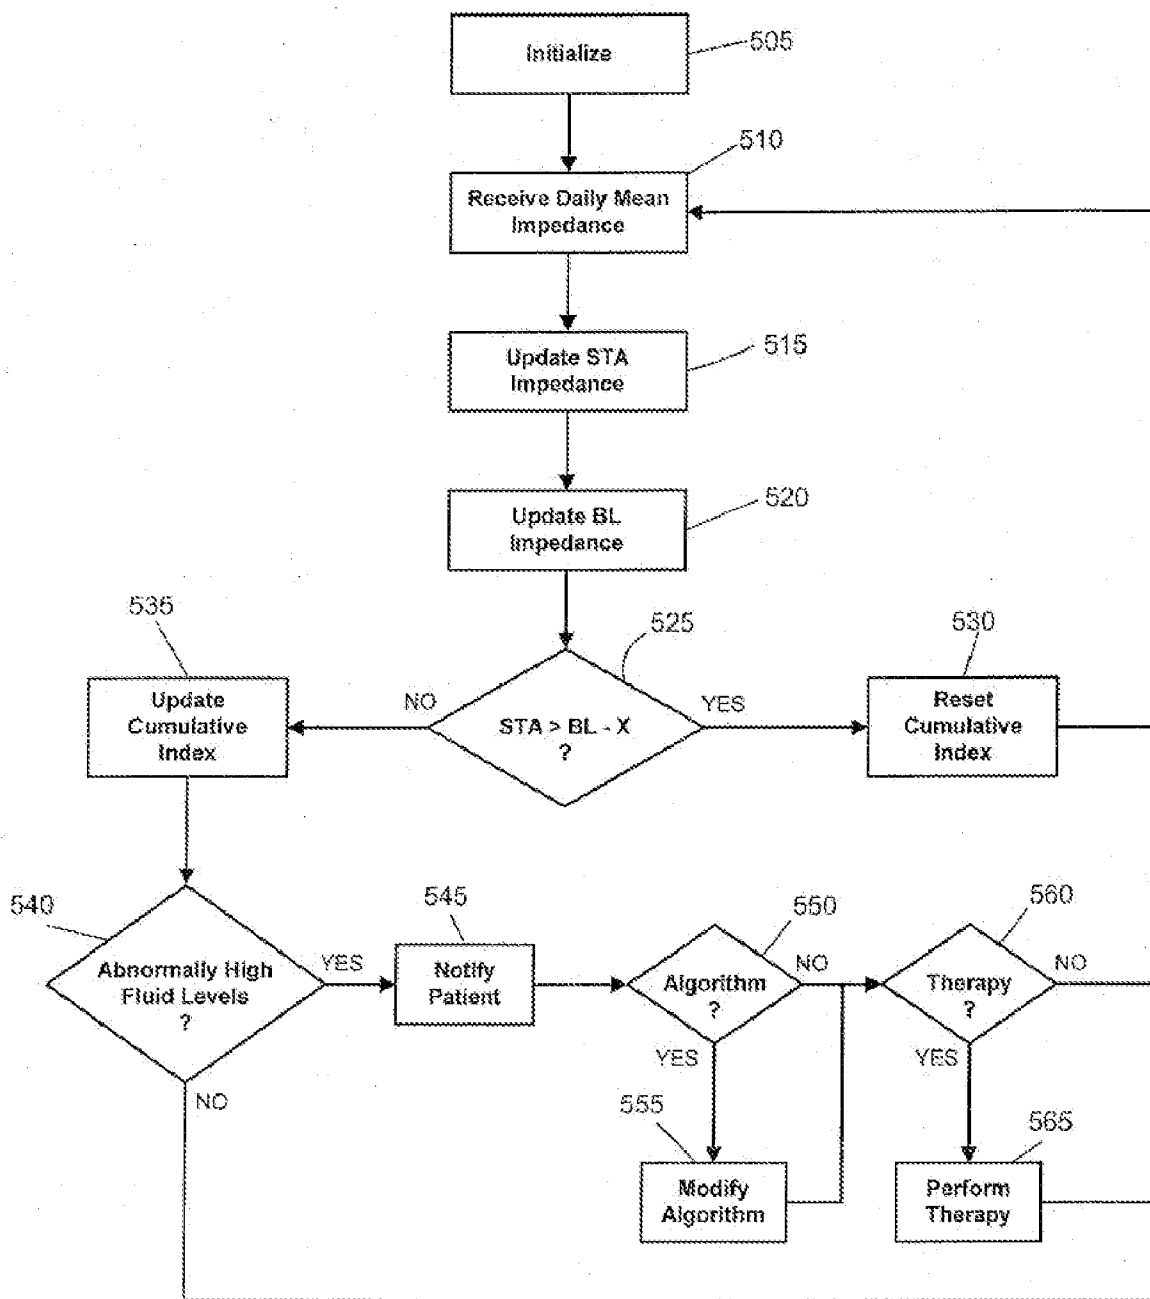 Initialize
505
510
Receive Daily Mean
Impedance
Update STA
Impedance
515
520
Update BL
Impedance
535
525
530
Update
Cumulative
Index
NO
STA > BL - X
?
YES
Reset
Cumulative
Index
540
545
550
560
Abnormally High
Fluid Levels
?
YES
Notify
Patient
Algorithm
?
NO
Therapy
?
NO
YES
YES
NO
555
565
Modify
Algorithm
Perform
Therapy